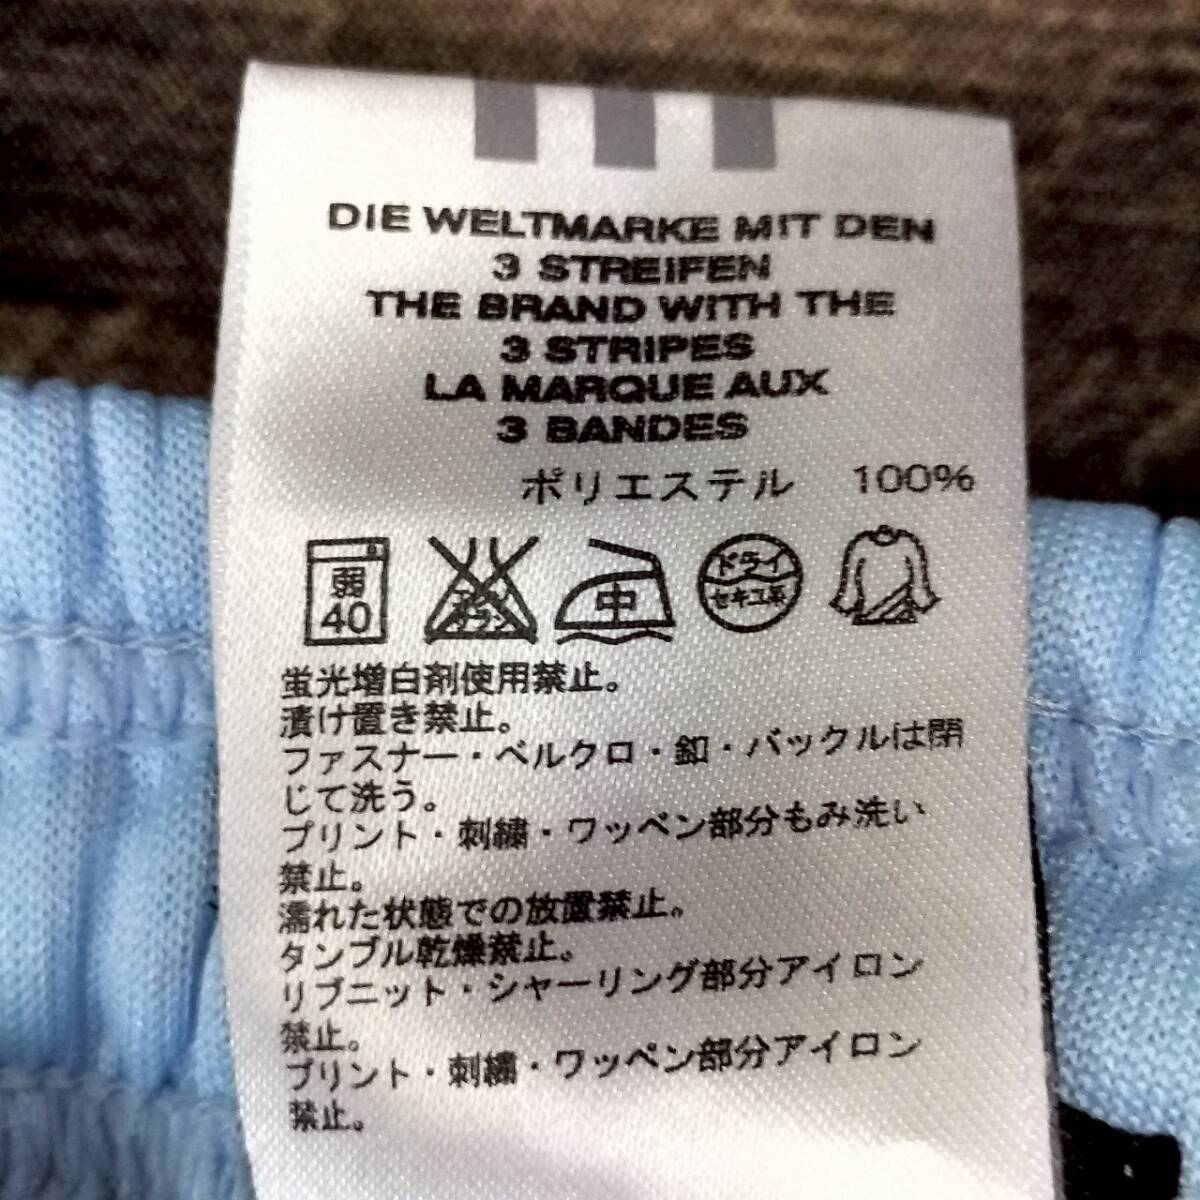 DIE WELTMARKE MIT DEN
3 STREIFEN
THE BRAND WITH THE
3 STRIPES
LA MARQUE AUX
3 BANDES
ポリエステル 100%
弱
40
エンソ
サラシ
中
ドライ
セキユ系
蛍光増白剤使用禁止。
漬け置き禁止。
ファスナー・ベルクロ・釦・バックルは閉
じて洗う。
プリント・刺繍・ワッペン部分もみ洗い
禁止。
濡れた状態での放置禁止。
タンブル乾燥禁止。
リブニット・シャーリング部分アイロン
禁止。
プリント・刺繍・ワッペン部分アイロン
禁止。